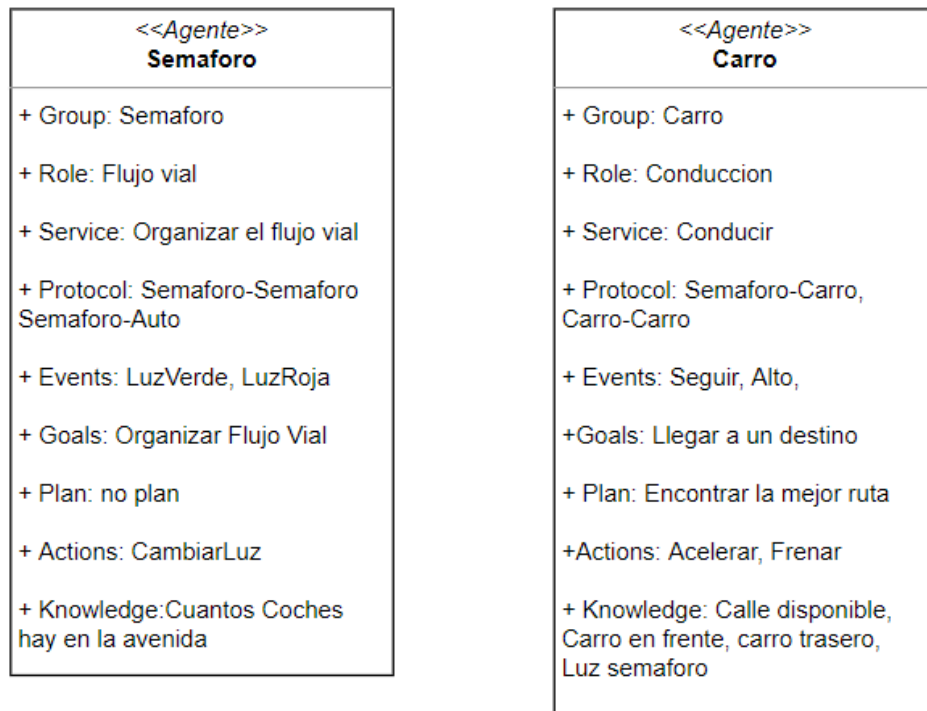 <<Agente>>
Semaforo
+ Group: Semaforo
+ Role: Flujo vial
+ Service: Organizar el flujo vial
+ Protocol: Semaforo-Semaforo
Semaforo-Auto
+ Events: LuzVerde, LuzRoja
+ Goals: Organizar Flujo Vial
+ Plan: no plan
+ Actions: CambiarLuz
+ Knowledge:Cuantos Coches
hay en la avenida
<<Agente>>
Carro
+ Group: Carro
+ Role: Conduccion
+ Service: Conducir
+ Protocol: Semaforo-Carro,
Carro-Carro
+ Events: Seguir, Alto,
+Goals: Llegar a un destino
+ Plan: Encontrar la mejor ruta
+Actions: Acelerar, Frenar
+ Knowledge: Calle disponible,
Carro en frente, carro trasero,
Luz semaforo